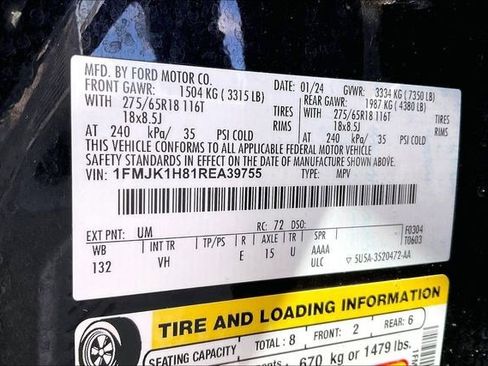 MFD. BY FORD MOTOR CO.
DATE: 01/24 GVWR: 3334 KG (7350 LB)
FRONT GAWR: 1504 KG (3315 LB) REAR GAWR: 1987 KG (4380 LB)
WITH 275/65R18 116T TIRES WITH 275/65R18 116T TIRES
18x8.5J RIMS 18x8.5J RIMS
AT 240 kPa/ 35 PSI COLD AT 240 kPa/ 35 PSI COLD
THIS VEHICLE CONFORMS TO ALL APPLICABLE FEDERAL MOTOR VEHICLE
SAFETY STANDARDS IN EFFECT ON THE DATE OF MANUFACTURE SHOWN ABOVE.
VIN: 1FMJK1H81REA39755 TYPE: MPV
EXT PNT: UM RC: 72 DSO: F0304
T0603
WB INT TR TP/PS R AXLE TR U AAAA
132 VH E 15 U ULC ▽ 5U5A-3520472-AA
TIRE AND LOADING INFORMATION
SEATING CAPACITY TOTAL : 8 FRONT : 2 REAR: 6
670 kg or 1479 lbs.